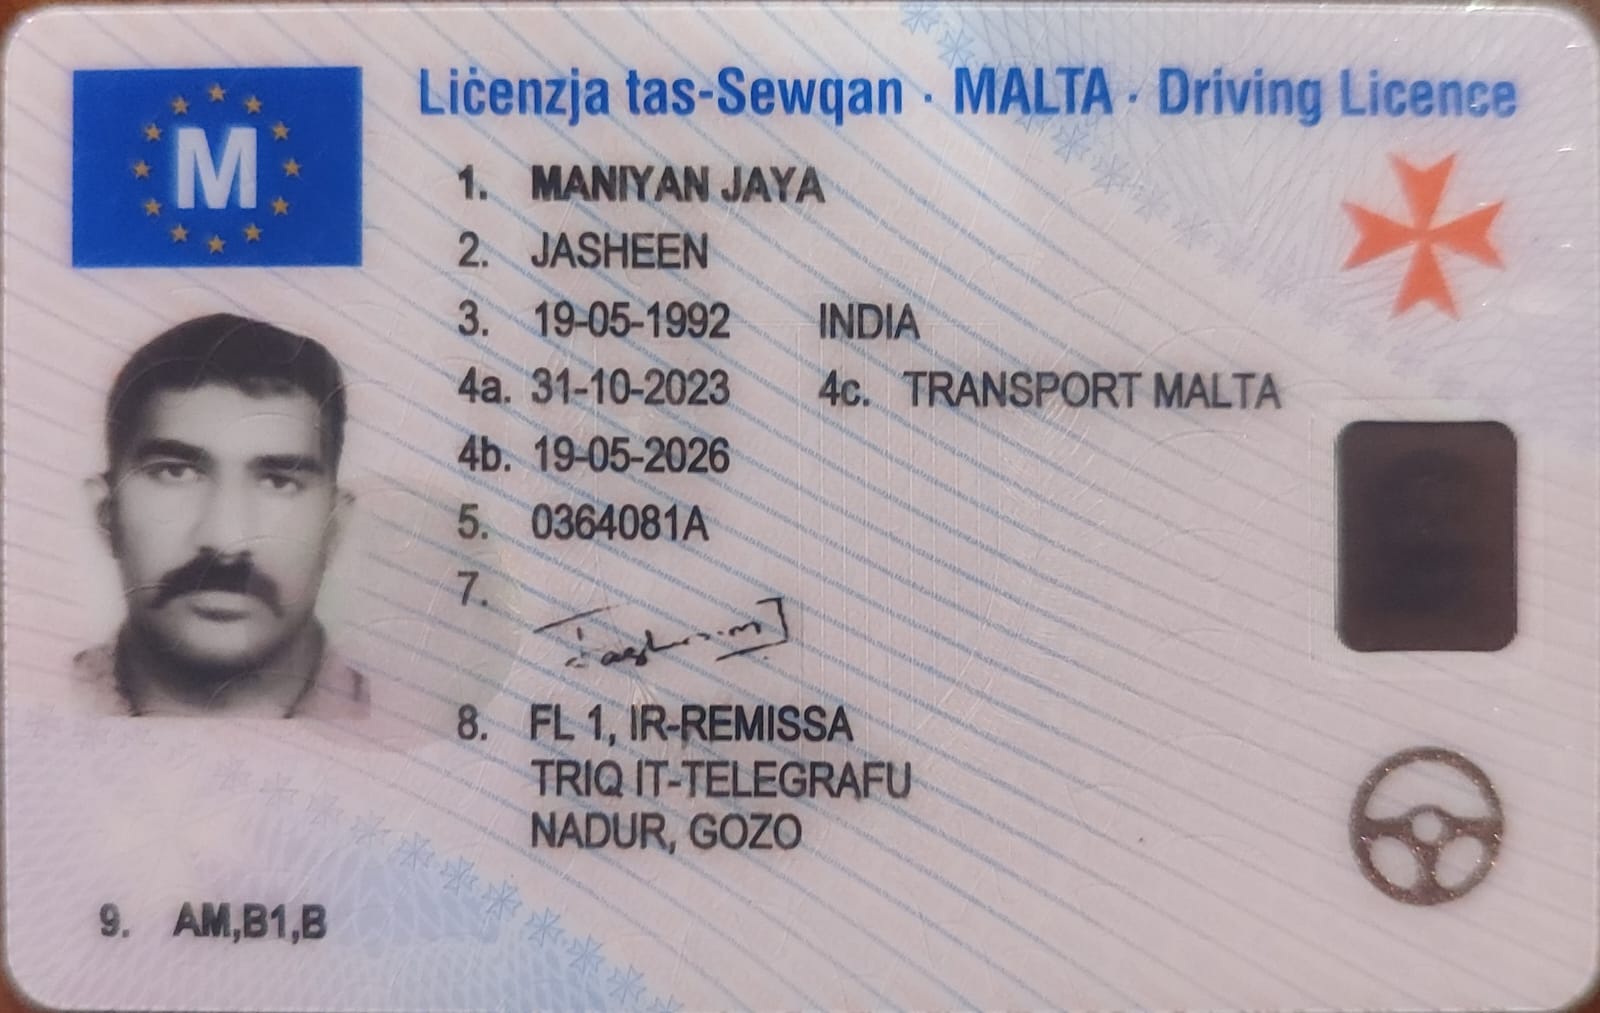 M
Liċenzja tas-Sewqan · MALTA · Driving Licence
1. MANIYAN JAYA
2. JASHEEN
3. 19-05-1992 INDIA
4a. 31-10-2023 4c. TRANSPORT MALTA
4b. 19-05-2026
5. 0364081A
7.
8. FL 1, IR-REMISSA
TRIQ IT-TELEGRAFU
NADUR, GOZO
9. AM,B1,B